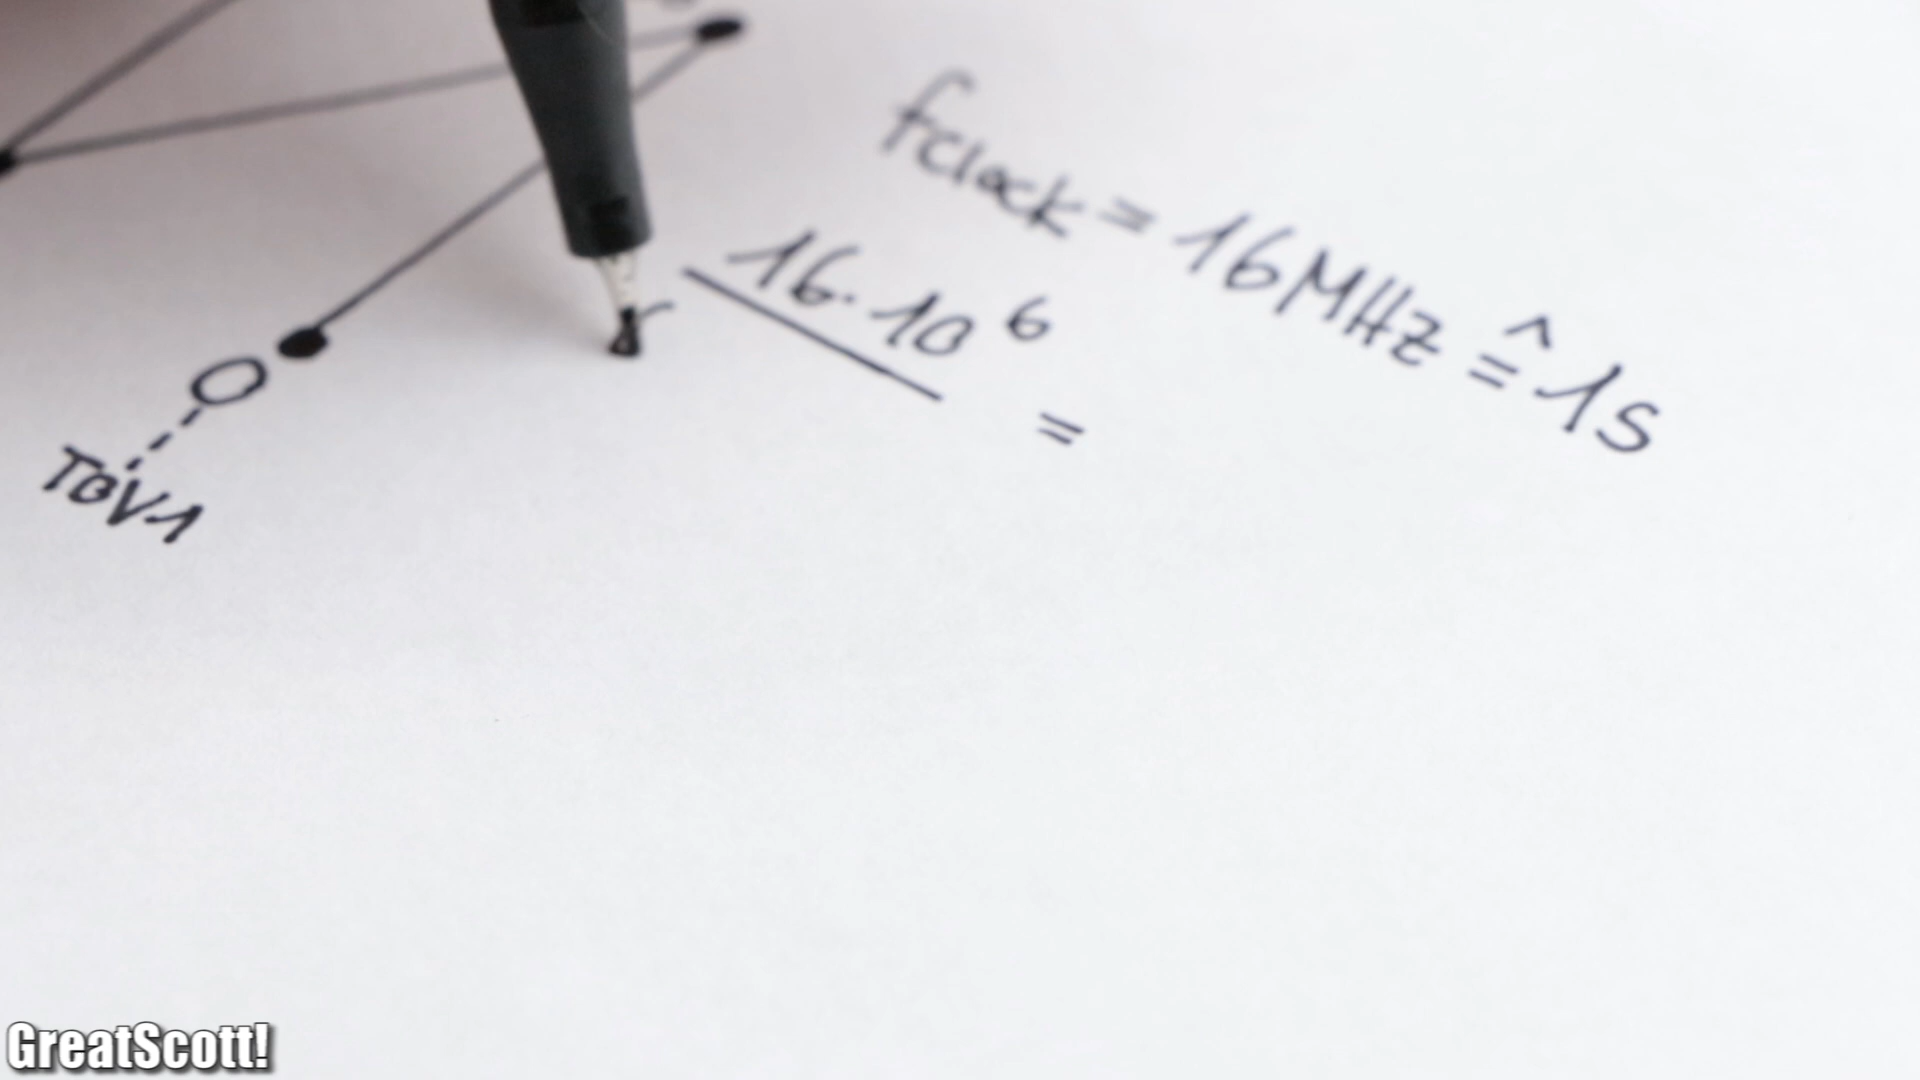 fclock = 16MHz ≙ 1s
16·10⁶ =
TOV1
GreatScott!